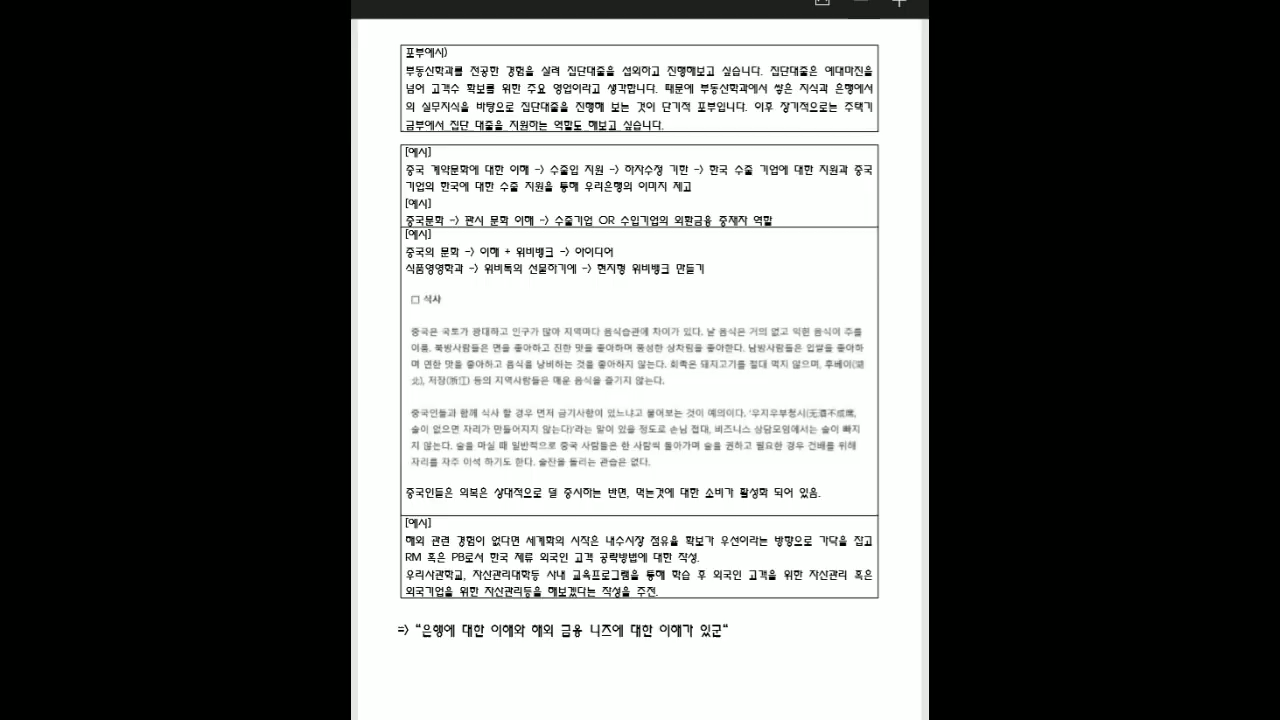 포부예시)
부동산학과를 전공한 경험을 살려 집단대출을 섭외하고 진행해보고 싶습니다. 집단대출은 예대마진을
넘어 고객수 확보를 위한 주요 영업이라고 생각합니다. 때문에 부동산학과에서 쌓은 지식과 은행에서
의 실무지식을 바탕으로 집단대출을 진행해 보는 것이 단기적 포부입니다. 이후 장기적으로는 주택기
금부에서 집단 대출을 지원하는 역할도 해보고 싶습니다.
[예시]
중국 계약문화에 대한 이해 -> 수출입 지원 -> 하자수정 기한 -> 한국 수출 기업에 대한 지원과 중국
기업의 한국에 대한 수출 지원을 통해 우리은행의 이미지 제고
[예시]
중국문화 -> 꽌시 문화 이해 -> 수출기업 OR 수입기업의 외환금융 중재자 역할
[예시]
중국의 문화 -> 이해 + 위비뱅크 -> 아이디어
식품영영학과 -> 위비톡의 선물하기에 -> 현지형 위비뱅크 만들기
□ 식사
중국은 국토가 광대하고 인구가 많아 지역마다 음식습관에 차이가 있다. 날 음식은 거의 없고 익힌 음식이 주를
이룸. 북방사람들은 면을 좋아하고 진한 맛을 좋아하며 풍성한 상차림을 좋아한다. 남방사람들은 입쌀을 좋아하
며 연한 맛을 좋아하고 음식을 낭비하는 것을 좋아하지 않는다. 회족은 돼지고기를 절대 먹지 않으며, 후베이(湖
北), 저장(浙江) 등의 지역사람들은 매운 음식을 즐기지 않는다.
중국인들과 함께 식사 할 경우 먼저 금기사항이 있느냐고 물어보는 것이 예의이다. '우지우부청시(无酒不成席,
술이 없으면 자리가 만들어지지 않는다)'라는 말이 있을 정도로 손님 접대, 비즈니스 상담모임에서는 술이 빠지
지 않는다. 술을 마실 때 일반적으로 중국 사람들은 한 사람씩 돌아가며 술을 권하고 필요한 경우 건배를 위해
자리를 자주 이석 하기도 한다. 술잔을 돌리는 관습은 없다.
중국인들은 의복은 상대적으로 덜 중시하는 반면, 먹는것에 대한 소비가 활성화 되어 있음.
[예시]
해외 관련 경험이 없다면 세계화의 시작은 내수시장 점유율 확보가 우선이라는 방향으로 가닥을 잡고
RM 혹은 PB로서 한국 체류 외국인 고객 공략방법에 대한 작성.
우리사관학교, 자산관리대학등 사내 교육프로그램을 통해 학습 후 외국인 고객을 위한 자산관리 혹은
외국기업을 위한 자산관리등을 해보겠다는 작성을 추천.
=> "은행에 대한 이해와 해외 금융 니즈에 대한 이해가 있군"